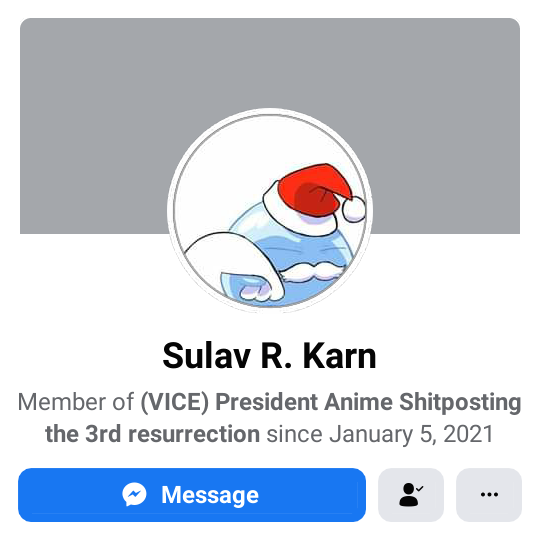 Sulav R. Karn
Member of (VICE) President Anime Shitposting
the 3rd resurrection since January 5, 2021
Message